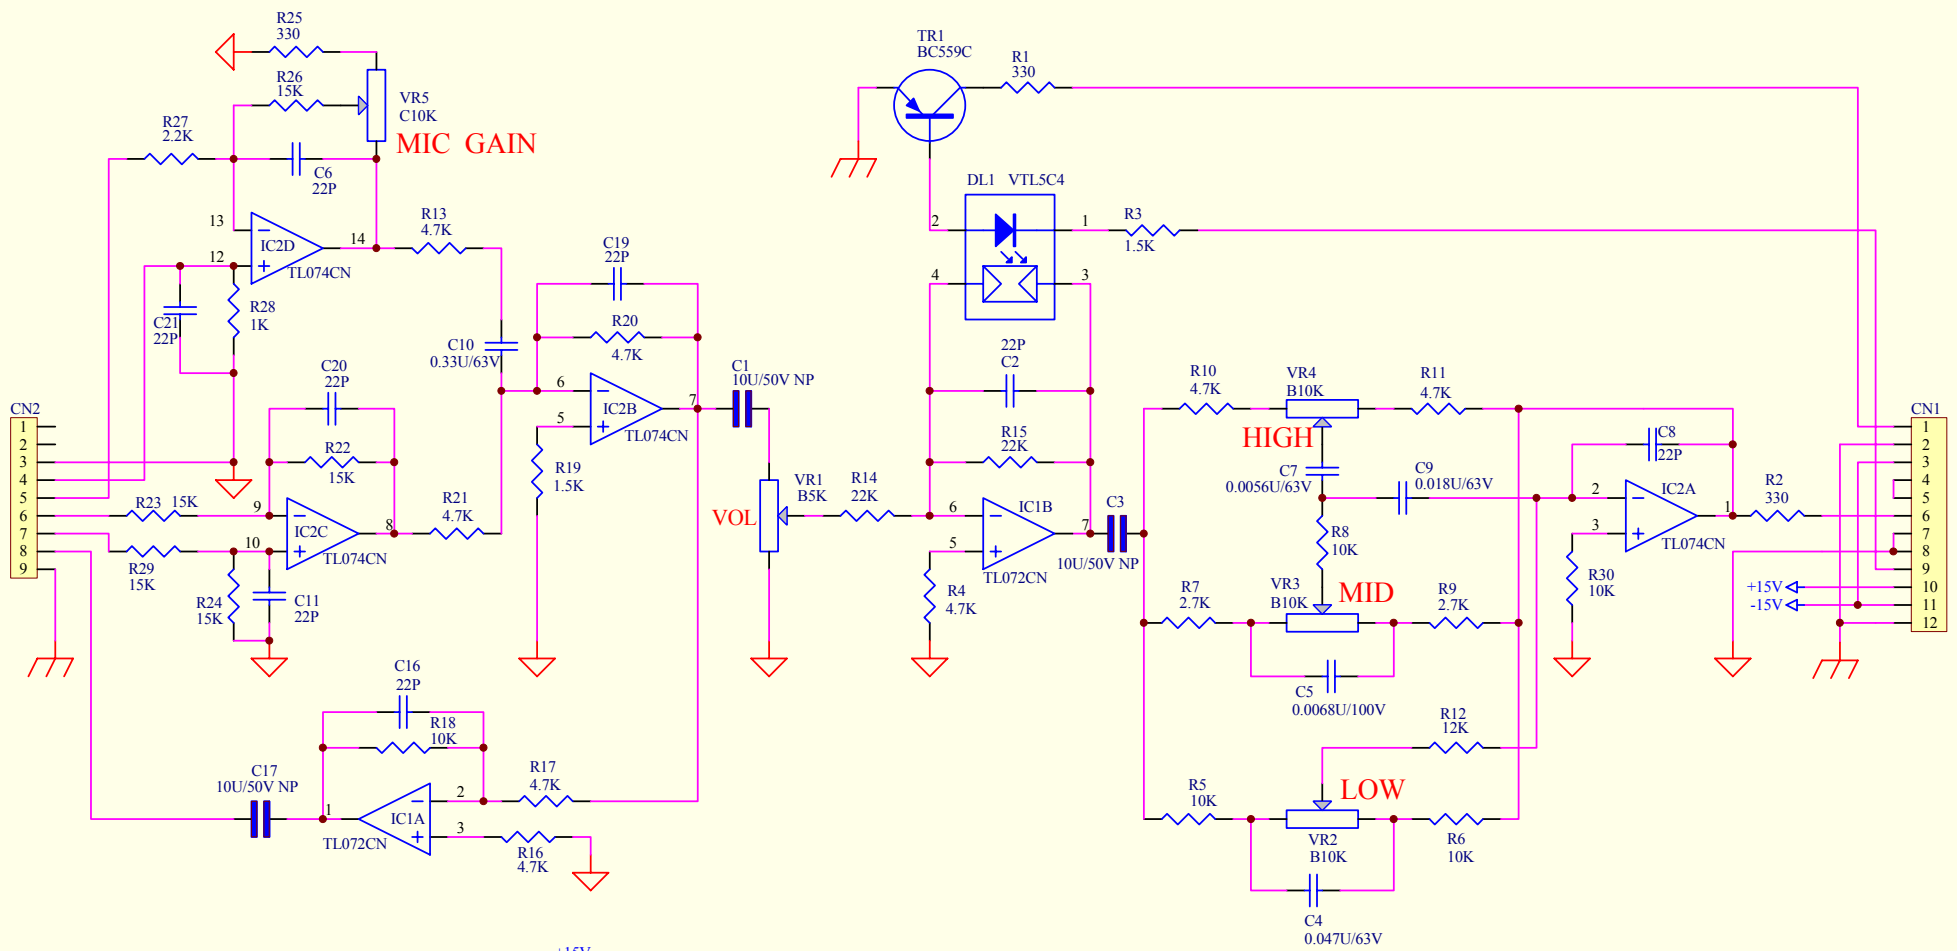 R25
330
R26
15K
VR5
C10K
MIC GAIN
R27
2.2K
C6
22P
13
12
14
IC2D
TL074CN
R13
4.7K
C21
22P
R28
1K
C10
0.33U/63V
C19
22P
R20
4.7K
6
5
7
IC2B
TL074CN
C1
10U/50V NP
C20
22P
R22
15K
CN2
1
2
3
4
5
6
7
8
9
R23 15K
9
10
8
IC2C
TL074CN
R21
4.7K
R29
15K
R24
15K
C11
22P
R19
1.5K
VOL
VR1
B5K
R14
22K
C16
22P
R18
10K
C17
10U/50V NP
1
2
3
IC1A
TL072CN
R17
4.7K
R16
4.7K
+15V
TR1
BC559C
R1
330
DL1 VTL5C4
2
1
4
3
R3
1.5K
22P
C2
R15
22K
6
5
7
IC1B
TL072CN
R4
4.7K
C3
10U/50V NP
R10
4.7K
VR4
B10K
HIGH
R11
4.7K
C7
0.0056U/63V
C9
0.018U/63V
R8
10K
R7
2.7K
VR3
B10K
MID
R9
2.7K
C5
0.0068U/100V
R12
12K
R5
10K
LOW
VR2
B10K
R6
10K
C4
0.047U/63V
C8
22P
2
3
1
IC2A
TL074CN
R2
330
R30
10K
+15V
-15V
CN1
1
2
3
4
5
6
7
8
9
10
11
12